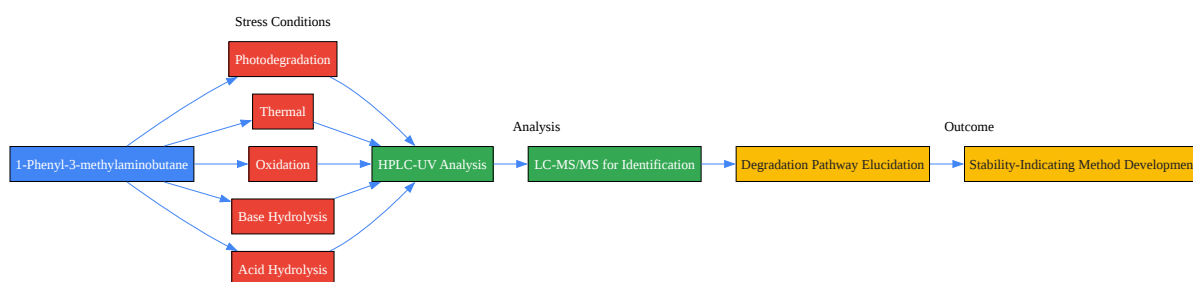 Stress Conditions
Photodegradation
Thermal
Analysis
Outcome
1-Phenyl-3-methylaminobutane
Oxidation
HPLC-UV Analysis
LC-MS/MS for Identification
Degradation Pathway Elucidation
Stability-Indicating Method Development
Base Hydrolysis
Acid Hydrolysis